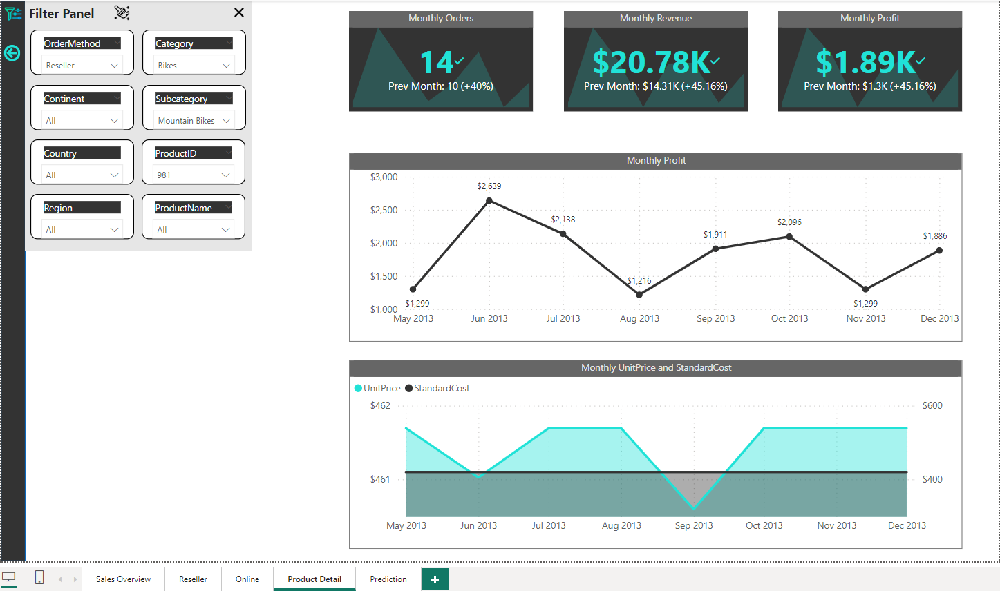 Filter Panel
OrderMethod
Reseller
Category
Bikes
Continent
All
Subcategory
Mountain Bikes
Country
All
ProductID
981
Region
All
ProductName
All
Monthly Orders
14
Prev Month: 10 (+40%)
Monthly Revenue
$20.78K
Prev Month: $14.31K (+45.16%)
Monthly Profit
$1.89K
Prev Month: $1.3K (+45.16%)
Monthly Profit
$3,000
$2,500
$2,000
$1,500
$1,000
$1,299
$2,639
$2,138
$1,216
$1,911
$2,096
$1,299
$1,886
May 2013
Jun 2013
Jul 2013
Aug 2013
Sep 2013
Oct 2013
Nov 2013
Dec 2013
Monthly UnitPrice and StandardCost
UnitPrice
StandardCost
$462
$461
$600
$400
May 2013
Jun 2013
Jul 2013
Aug 2013
Sep 2013
Oct 2013
Nov 2013
Dec 2013
Sales Overview
Reseller
Online
Product Detail
Prediction